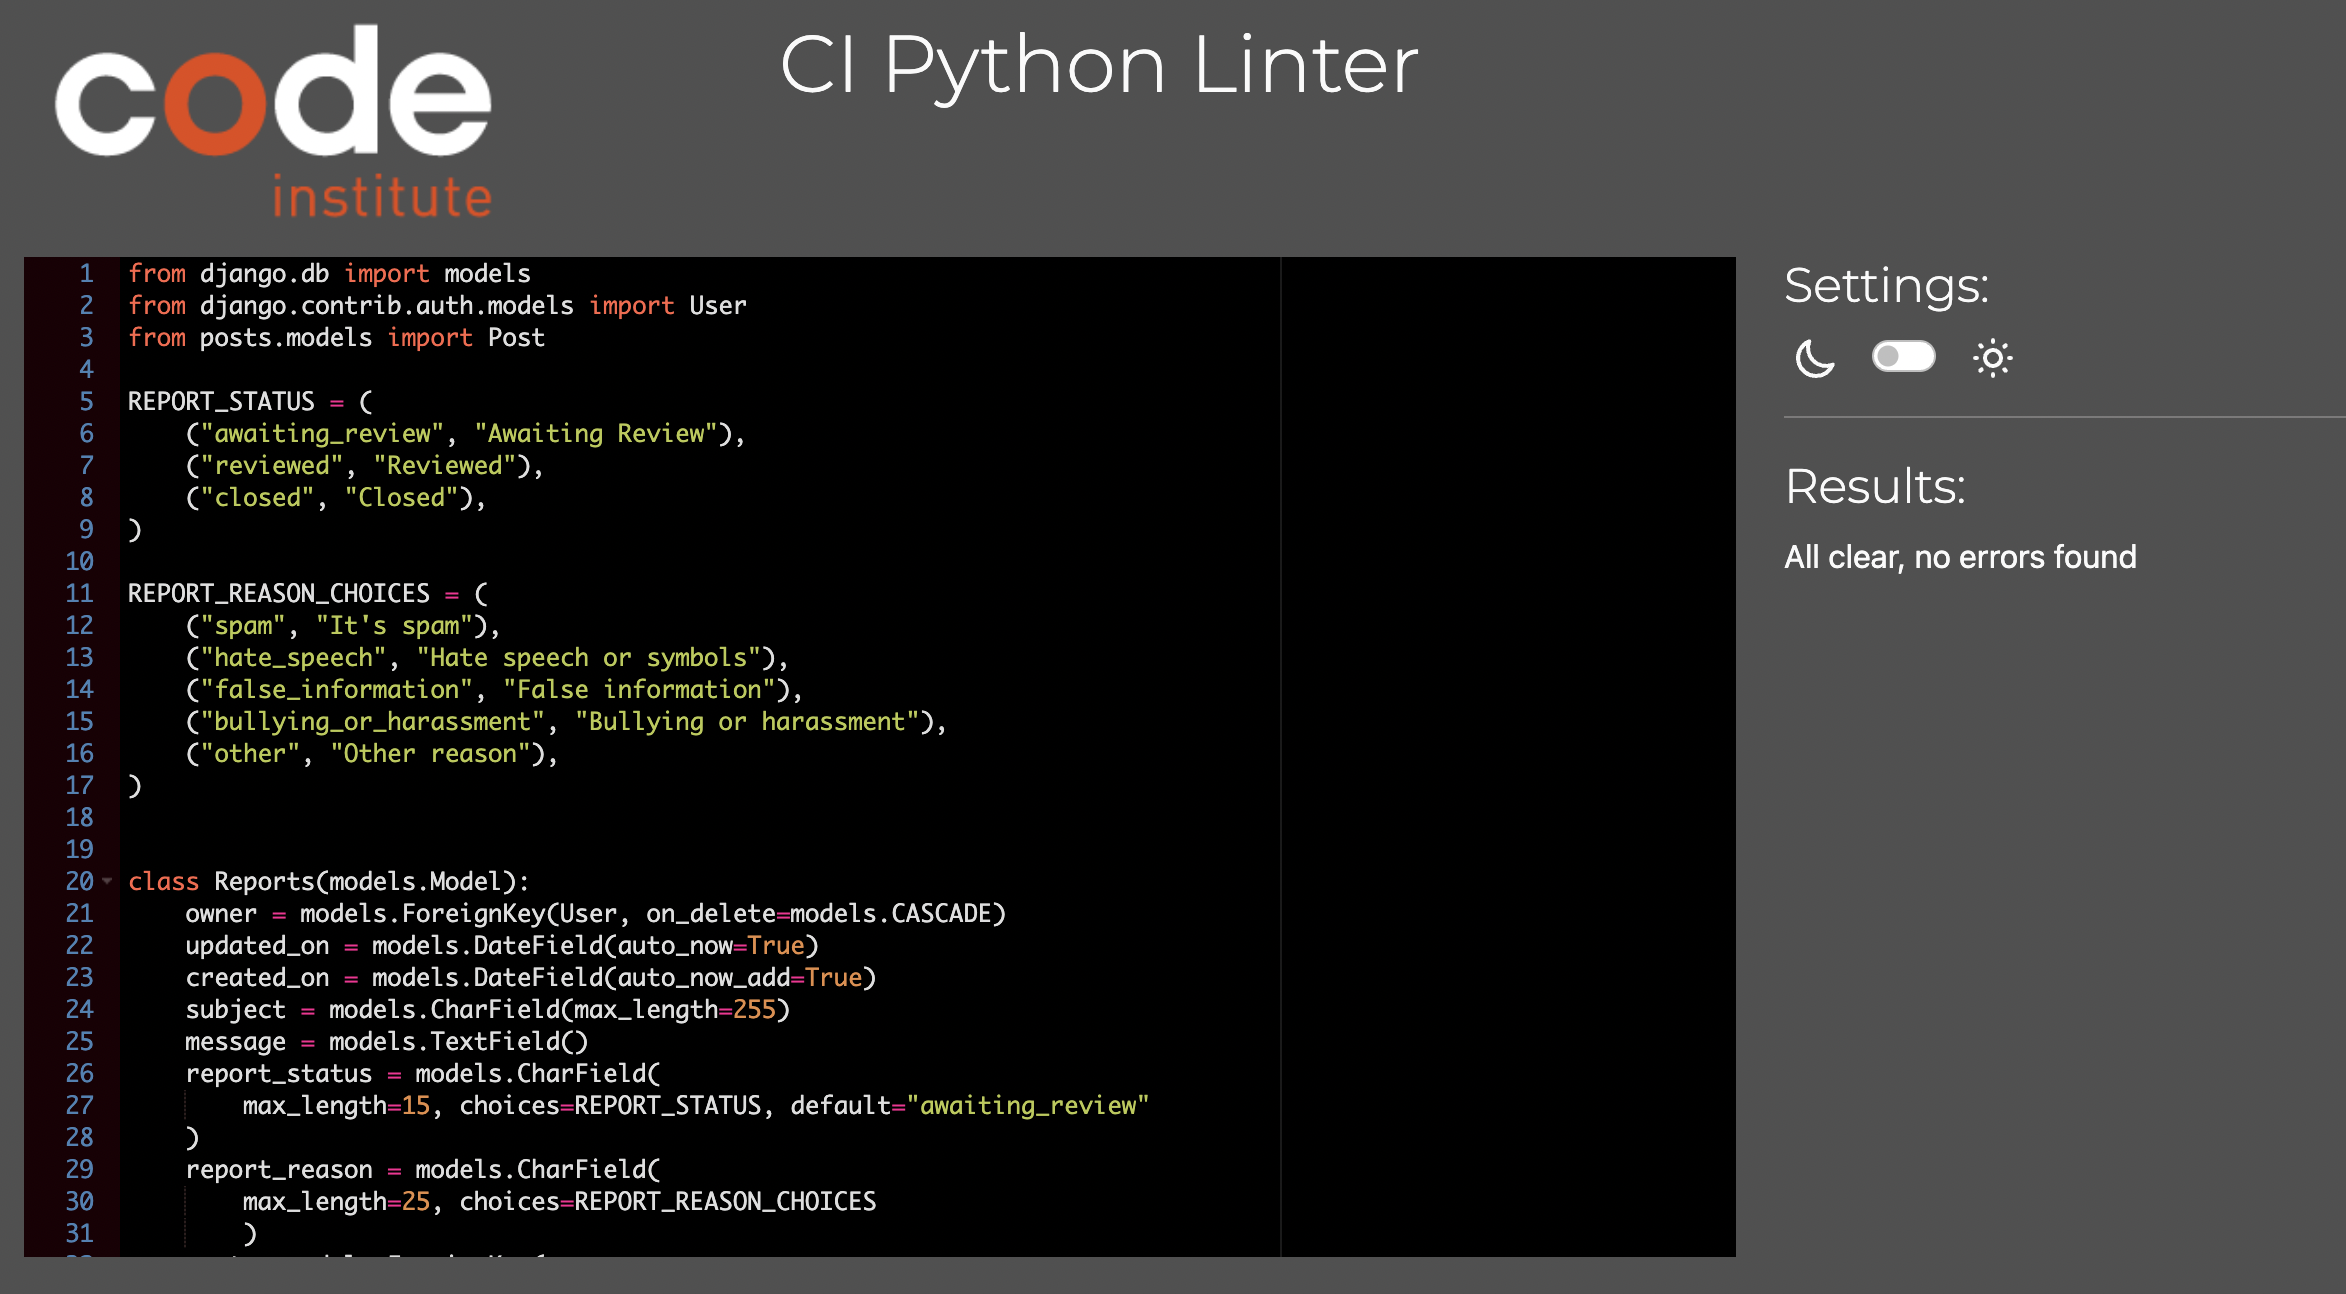 code
institute
CI Python Linter
1 from django.db import models
2 from django.contrib.auth.models import User
3 from posts.models import Post
4
5 REPORT_STATUS = (
6     ("awaiting_review", "Awaiting Review"),
7     ("reviewed", "Reviewed"),
8     ("closed", "Closed"),
9 )
10
11 REPORT_REASON_CHOICES = (
12     ("spam", "It's spam"),
13     ("hate_speech", "Hate speech or symbols"),
14     ("false_information", "False information"),
15     ("bullying_or_harassment", "Bullying or harassment"),
16     ("other", "Other reason"),
17 )
18
19
20 class Reports(models.Model):
21     owner = models.ForeignKey(User, on_delete=models.CASCADE)
22     updated_on = models.DateField(auto_now=True)
23     created_on = models.DateField(auto_now_add=True)
24     subject = models.CharField(max_length=255)
25     message = models.TextField()
26     report_status = models.CharField(
27         max_length=15, choices=REPORT_STATUS, default="awaiting_review"
28     )
29     report_reason = models.CharField(
30         max_length=25, choices=REPORT_REASON_CHOICES
31         )
Settings:
Results:
All clear, no errors found